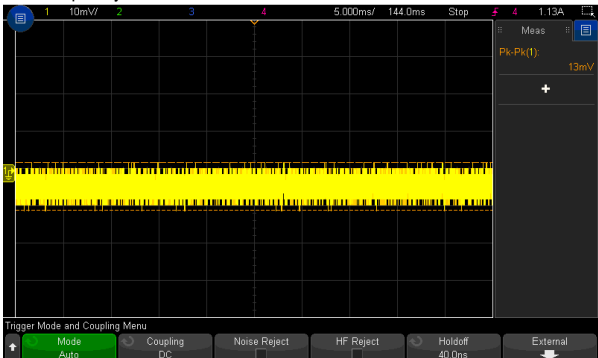 1 10mV/ 2 3 4 5.000ms/ 144.0ms Stop 4 1.13A
Meas
Pk-Pk(1):
13mV
+
1
Trigger Mode and Coupling Menu
Mode Coupling Noise Reject HF Reject Holdoff External
Auto DC 40.0ns